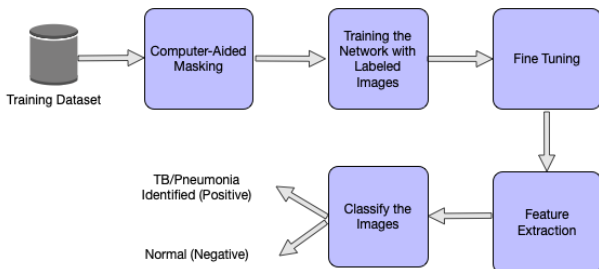 Training Dataset
Computer-Aided
Masking
Training the
Network with
Labeled
Images
Fine Tuning
Feature
Extraction
Classify the
Images
TB/Pneumonia
Identified (Positive)
Normal (Negative)